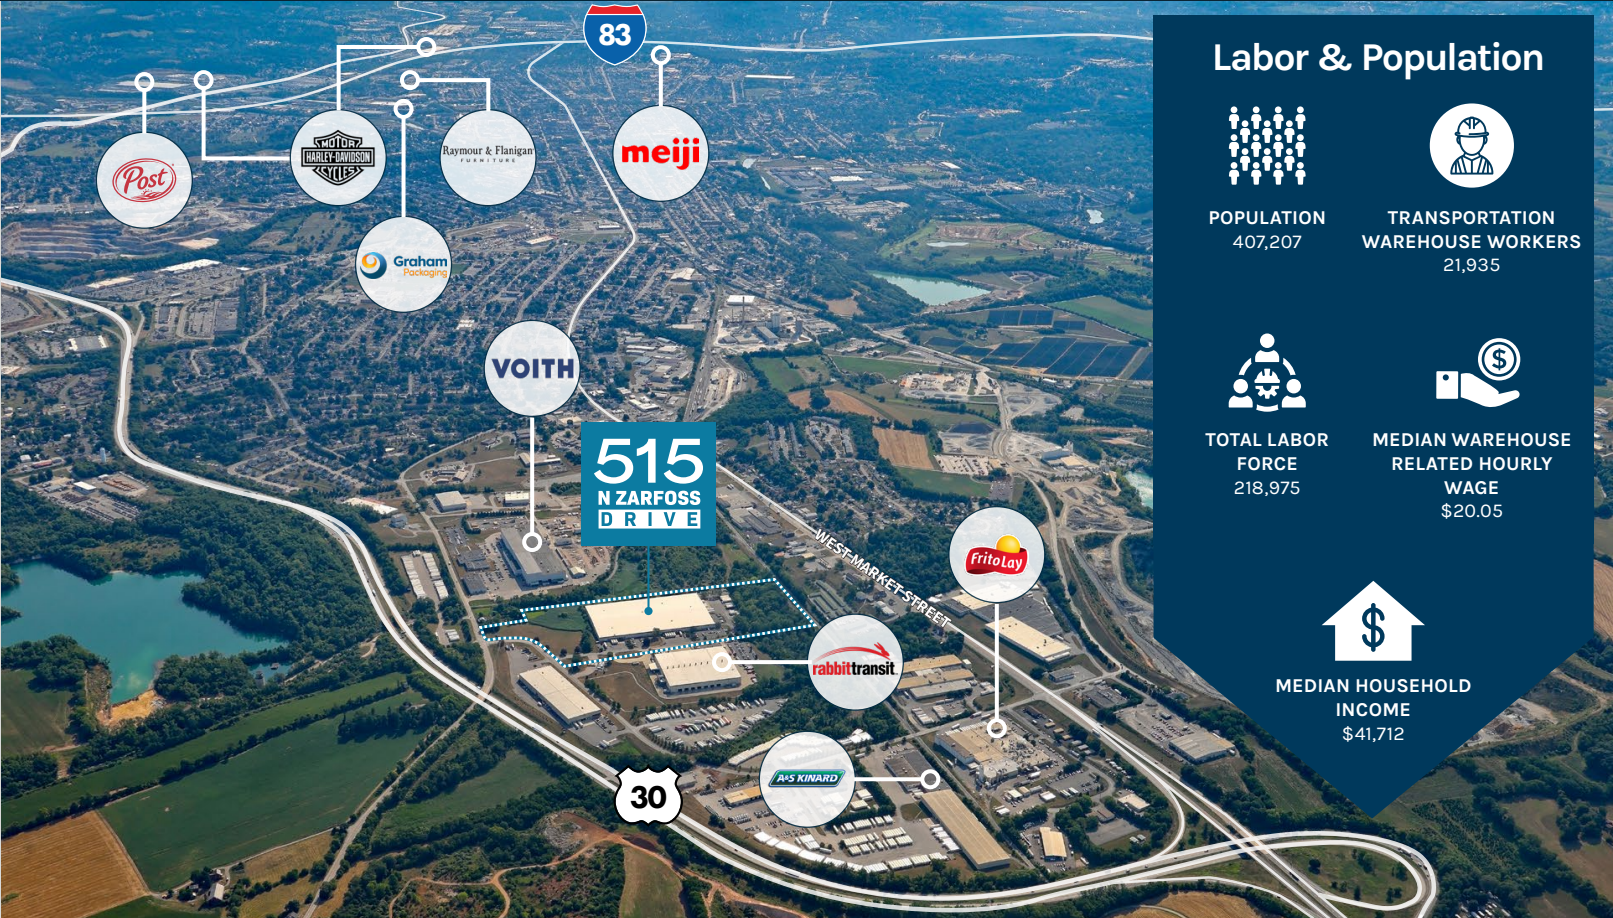 83
Post
MOTOR
HARLEY-DAVIDSON
CYCLES
Raymour & Flanigan
FURNITURE
meiji
Graham
Packaging
VOITH
515
N ZARFOSS
DRIVE
WEST MARKET STREET
Frito Lay
rabbittransit
A&S KINARD
30
Labor & Population
POPULATION
407,207
TRANSPORTATION
WAREHOUSE WORKERS
21,935
TOTAL LABOR
FORCE
218,975
MEDIAN WAREHOUSE
RELATED HOURLY
WAGE
$20.05
$
$
MEDIAN HOUSEHOLD
INCOME
$41,712